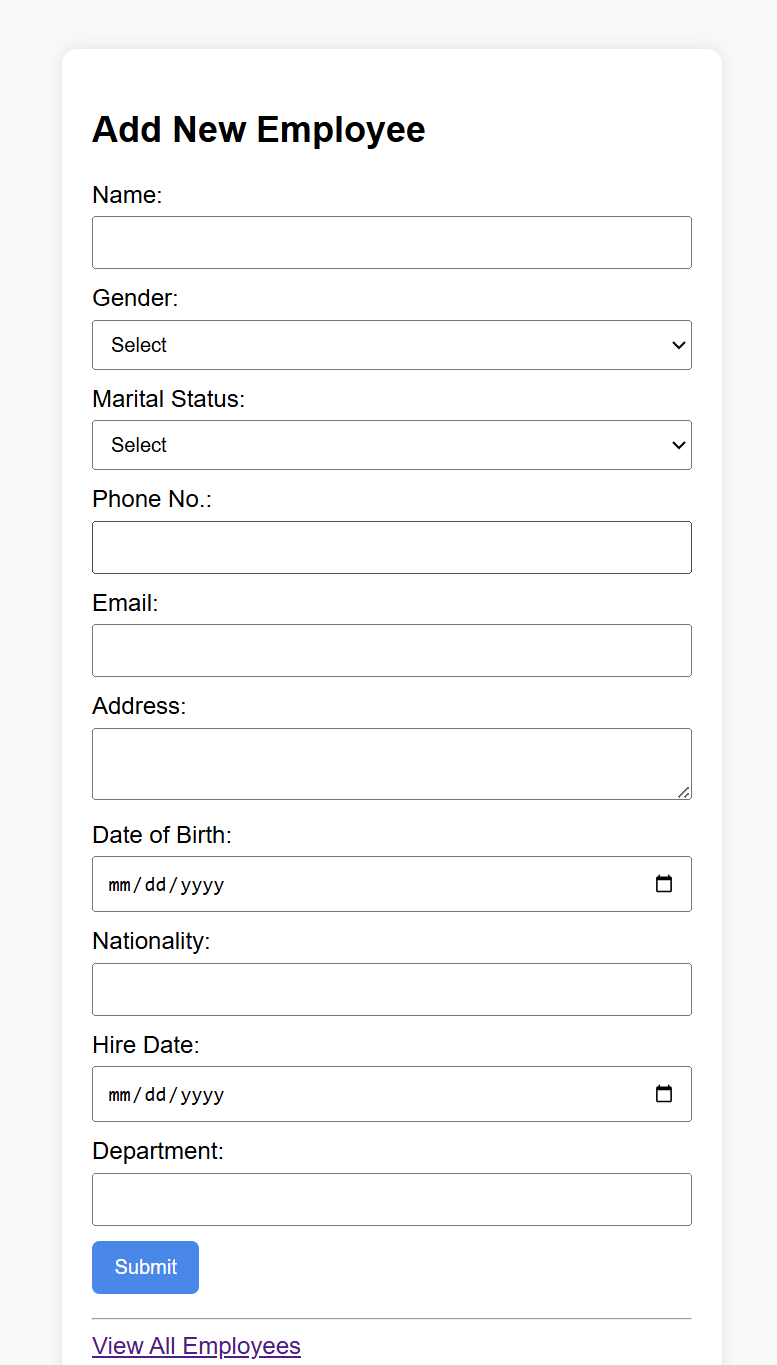 Add New Employee
Name:
Gender:
Select
Marital Status:
Select
Phone No.:
Email:
Address:
Date of Birth:
mm/dd/yyyy
Nationality:
Hire Date:
mm/dd/yyyy
Department:
Submit
View All Employees